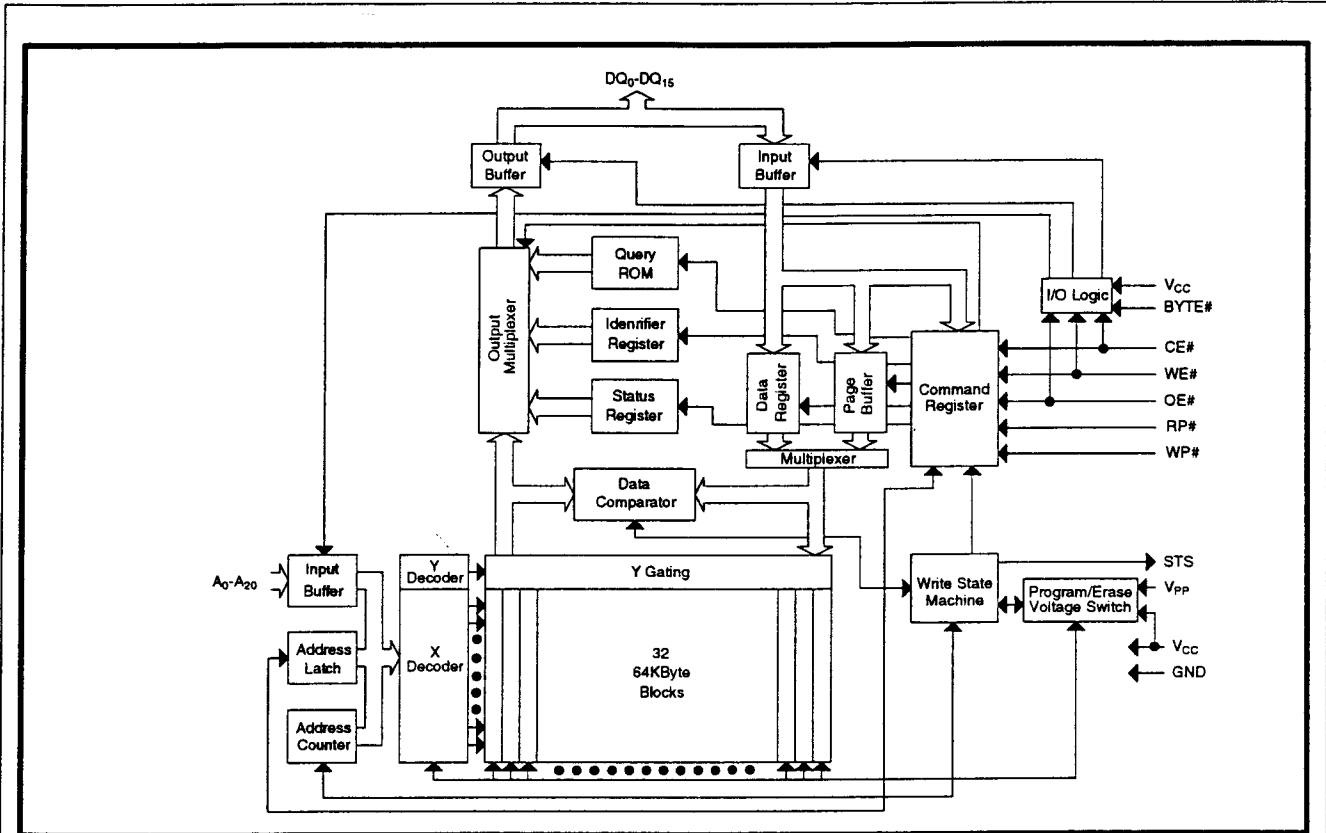 DQ₀-DQ₁₅
Output
Buffer
Input
Buffer
Output
Multiplexer
Query
ROM
Idenrifier
Register
Status
Register
Data
Register
Page
Buffer
Multiplexer
Command
Register
I/O Logic
VCC
BYTE#
CE#
WE#
OE#
RP#
WP#
Data
Comparator
A₀-A₂₀
Input
Buffer
Address
Latch
Address
Counter
Y
Decoder
X
Decoder
Y Gating
32
64KByte
Blocks
Write State
Machine
Program/Erase
Voltage Switch
STS
VPP
VCC
GND